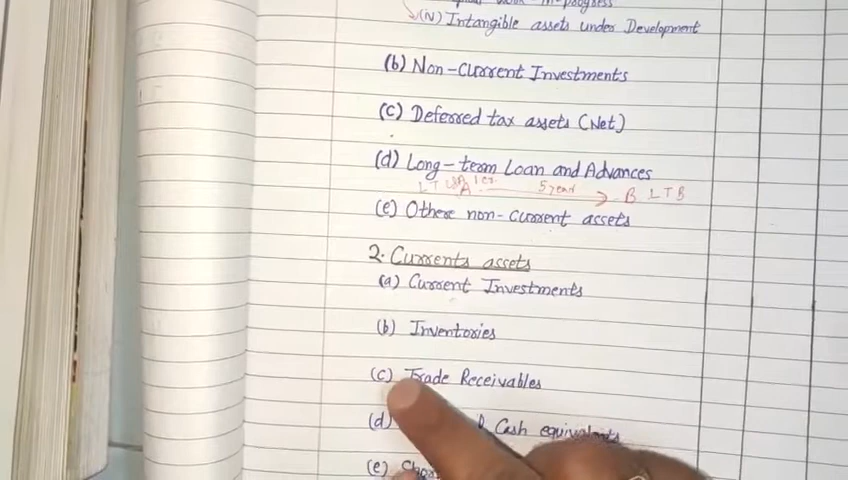 (iv) Intangible assets under Development
(b) Non-current Investments
(c) Deferred tax assets (Net)
(d) Long-term Loan and Advances
5 year B LTB
(e) Othere non-current assets
2. Currents assets
(a) Current Investments
(b) Inventories
(c) Trade Receivables
(d) Cash equivalents
(e)